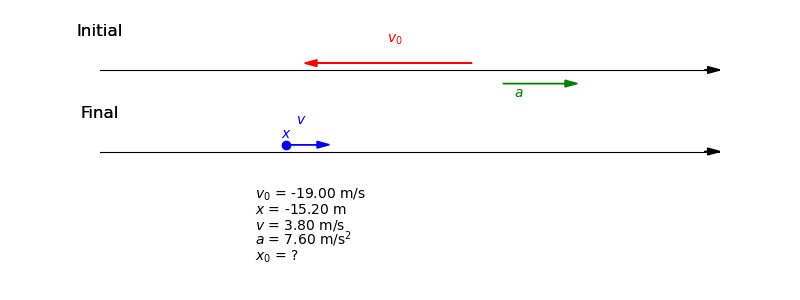 Initial
v₀
a
Final
v
x
v₀ = -19.00 m/s
x = -15.20 m
v = 3.80 m/s
a = 7.60 m/s²
x₀ = ?